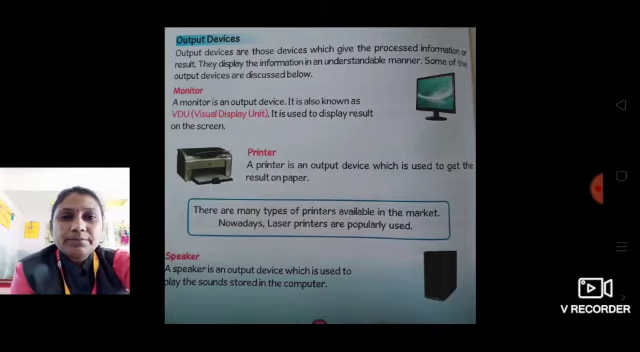 Output Devices
Output devices are those devices which give the processed information or
result. They display the information in an understandable manner. Some of the
output devices are discussed below.
Monitor
A monitor is an output device. It is also known as
VDU (Visual Display Unit). It is used to display result
on the screen.
Printer
A printer is an output device which is used to get the
result on paper.
There are many types of printers available in the market.
Nowadays, Laser printers are popularly used.
Speaker
A speaker is an output device which is used to
play the sounds stored in the computer.
V RECORDER